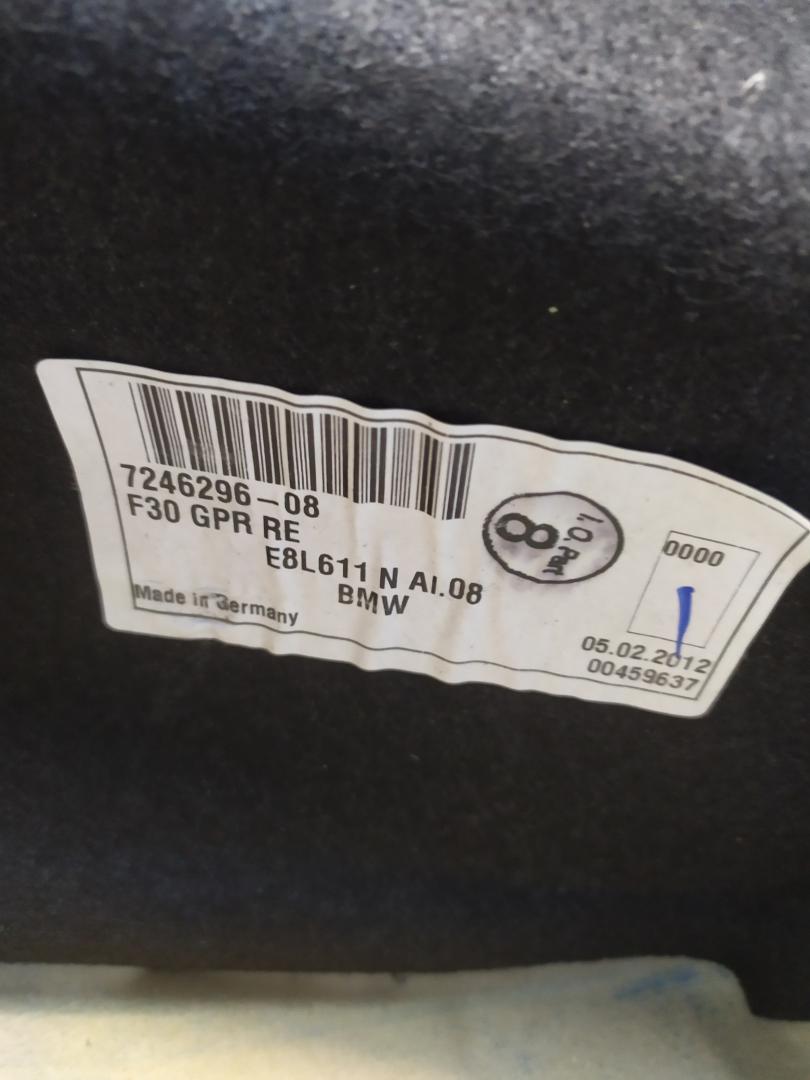 7246296-08
F30 GPR RE
E8L611 N AI.08
BMW
Made in Germany
I.O. Part
8
0000
05.02.2012
00459637